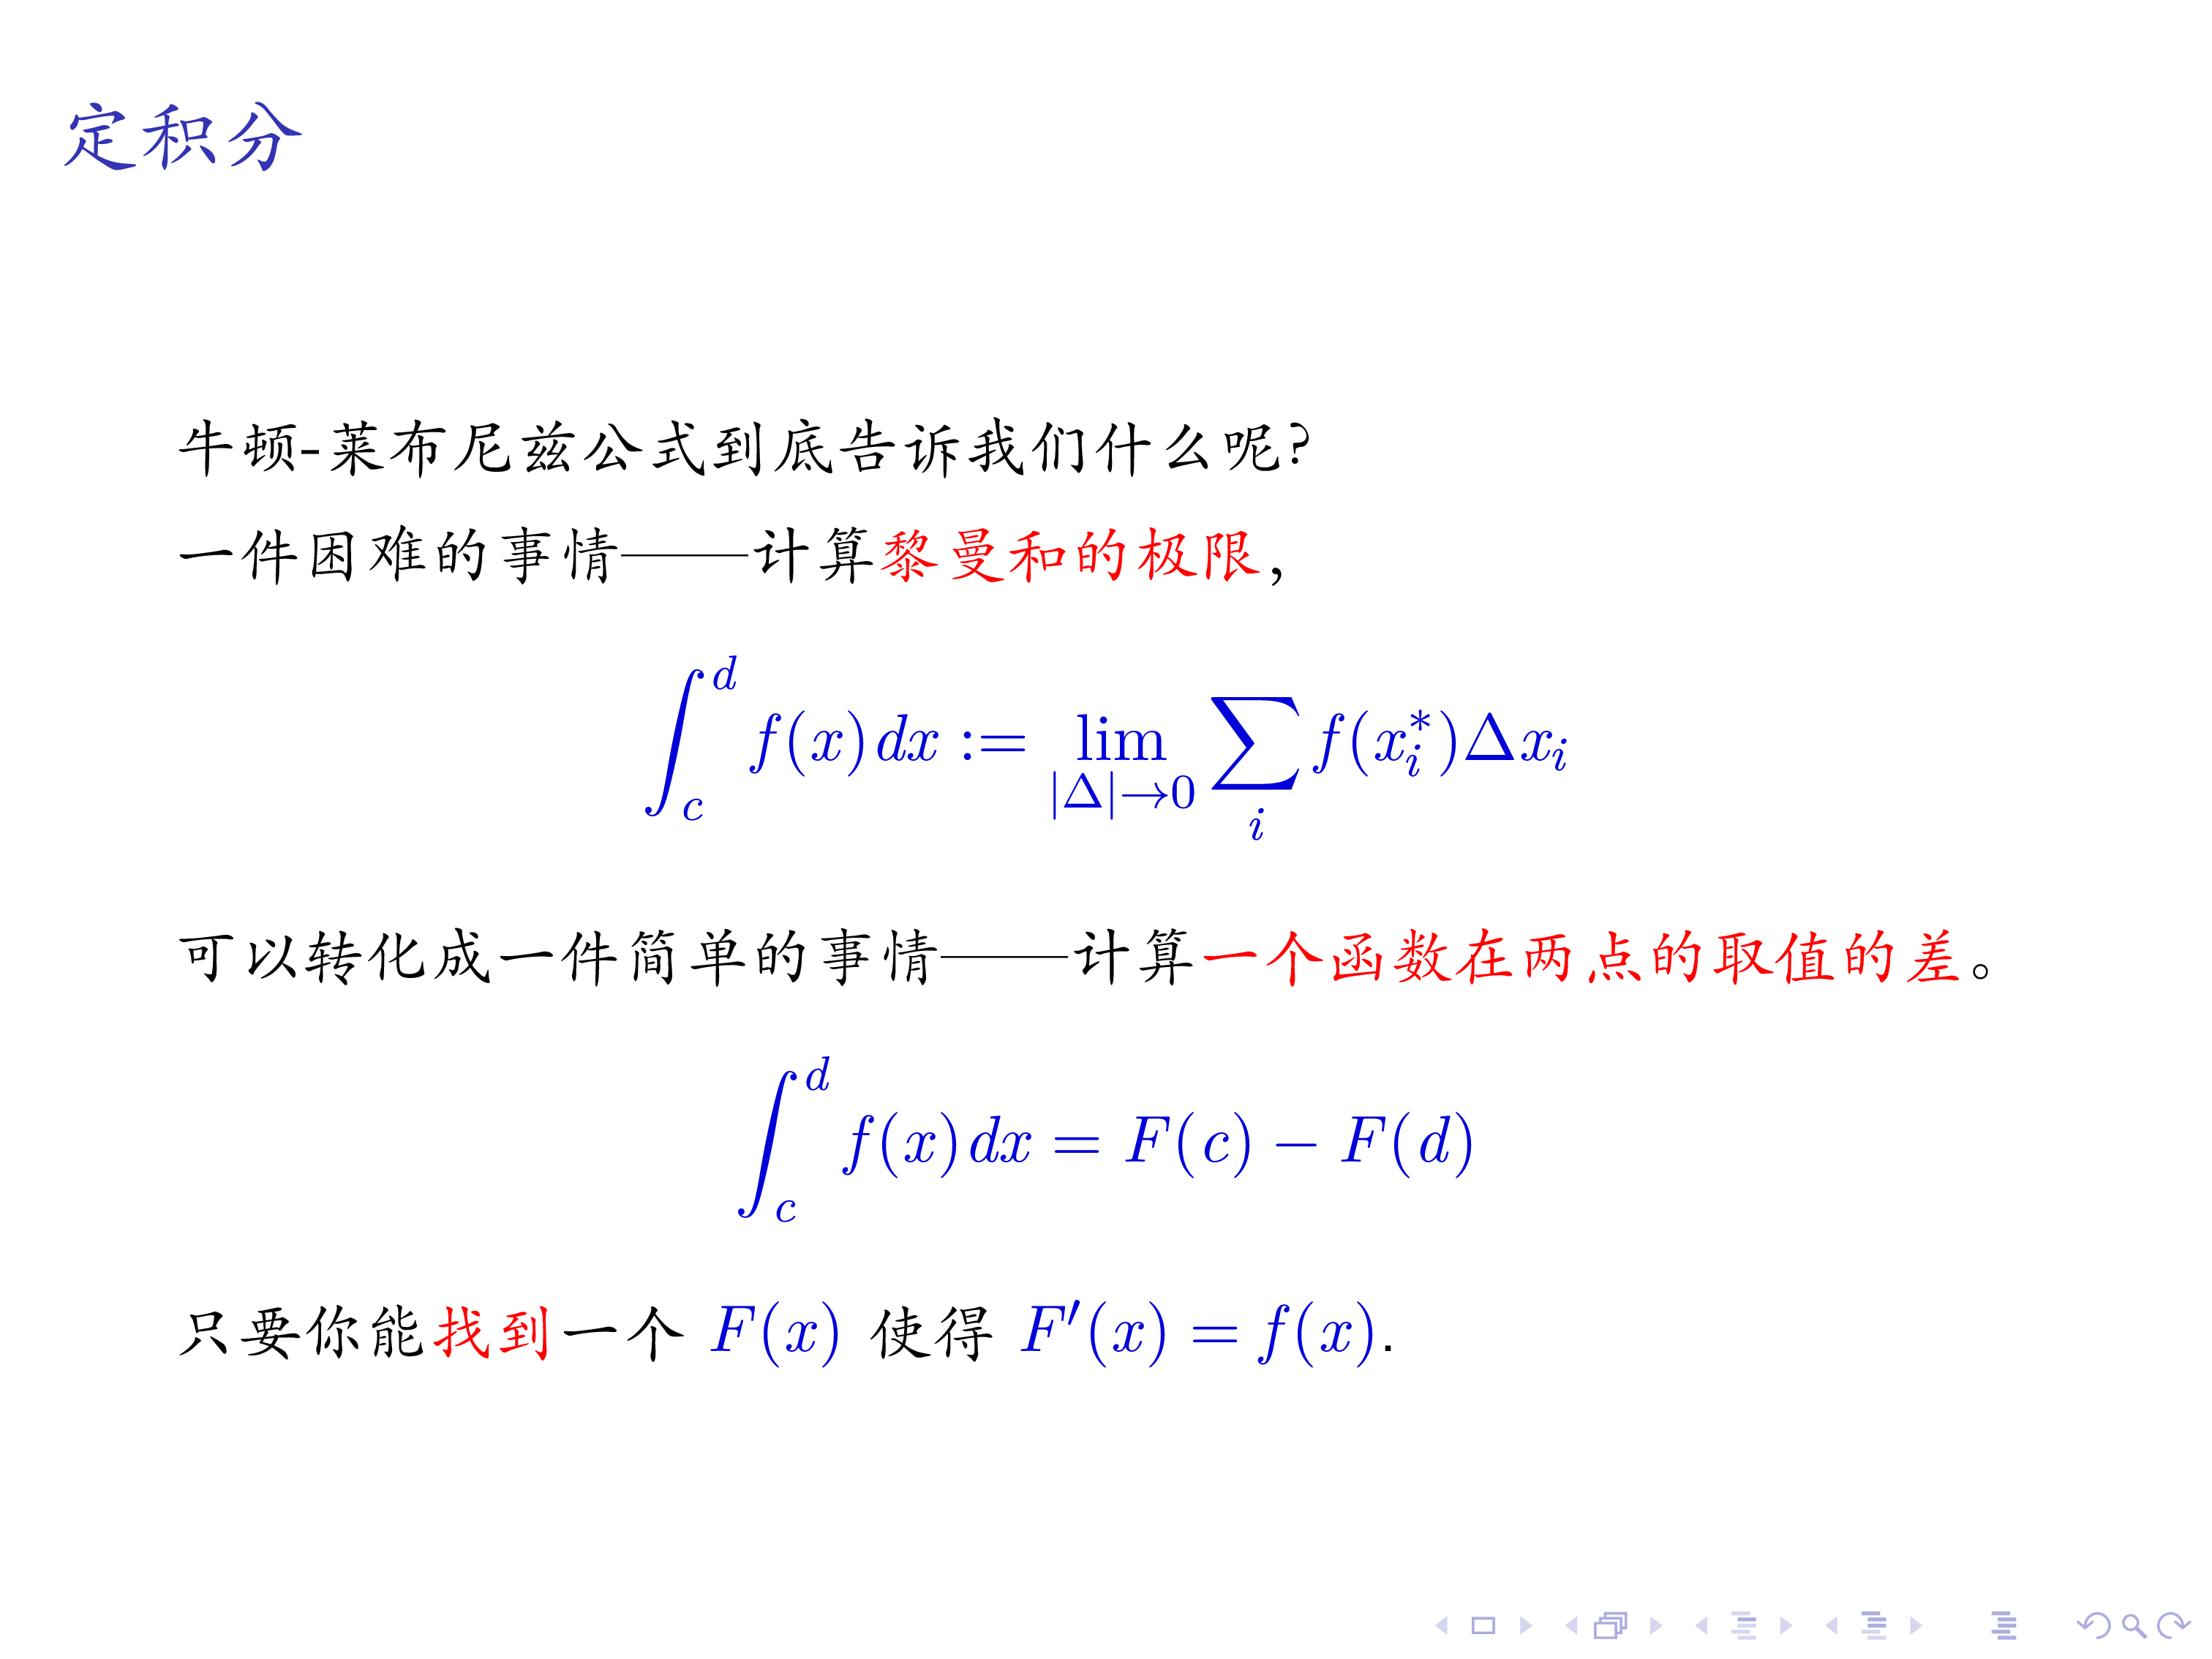 定积分
牛顿-莱布尼兹公式到底告诉我们什么呢?
一件困难的事情——计算黎曼和的极限,
$\int_c^d f(x)dx := \lim_{|\Delta|\to 0} \sum_i f(x_i^*)\Delta x_i$
可以转化成一件简单的事情——计算一个函数在两点的取值的差。
$\int_c^d f(x)dx = F(c) - F(d)$
只要你能找到一个 $F(x)$ 使得 $F'(x) = f(x)$.